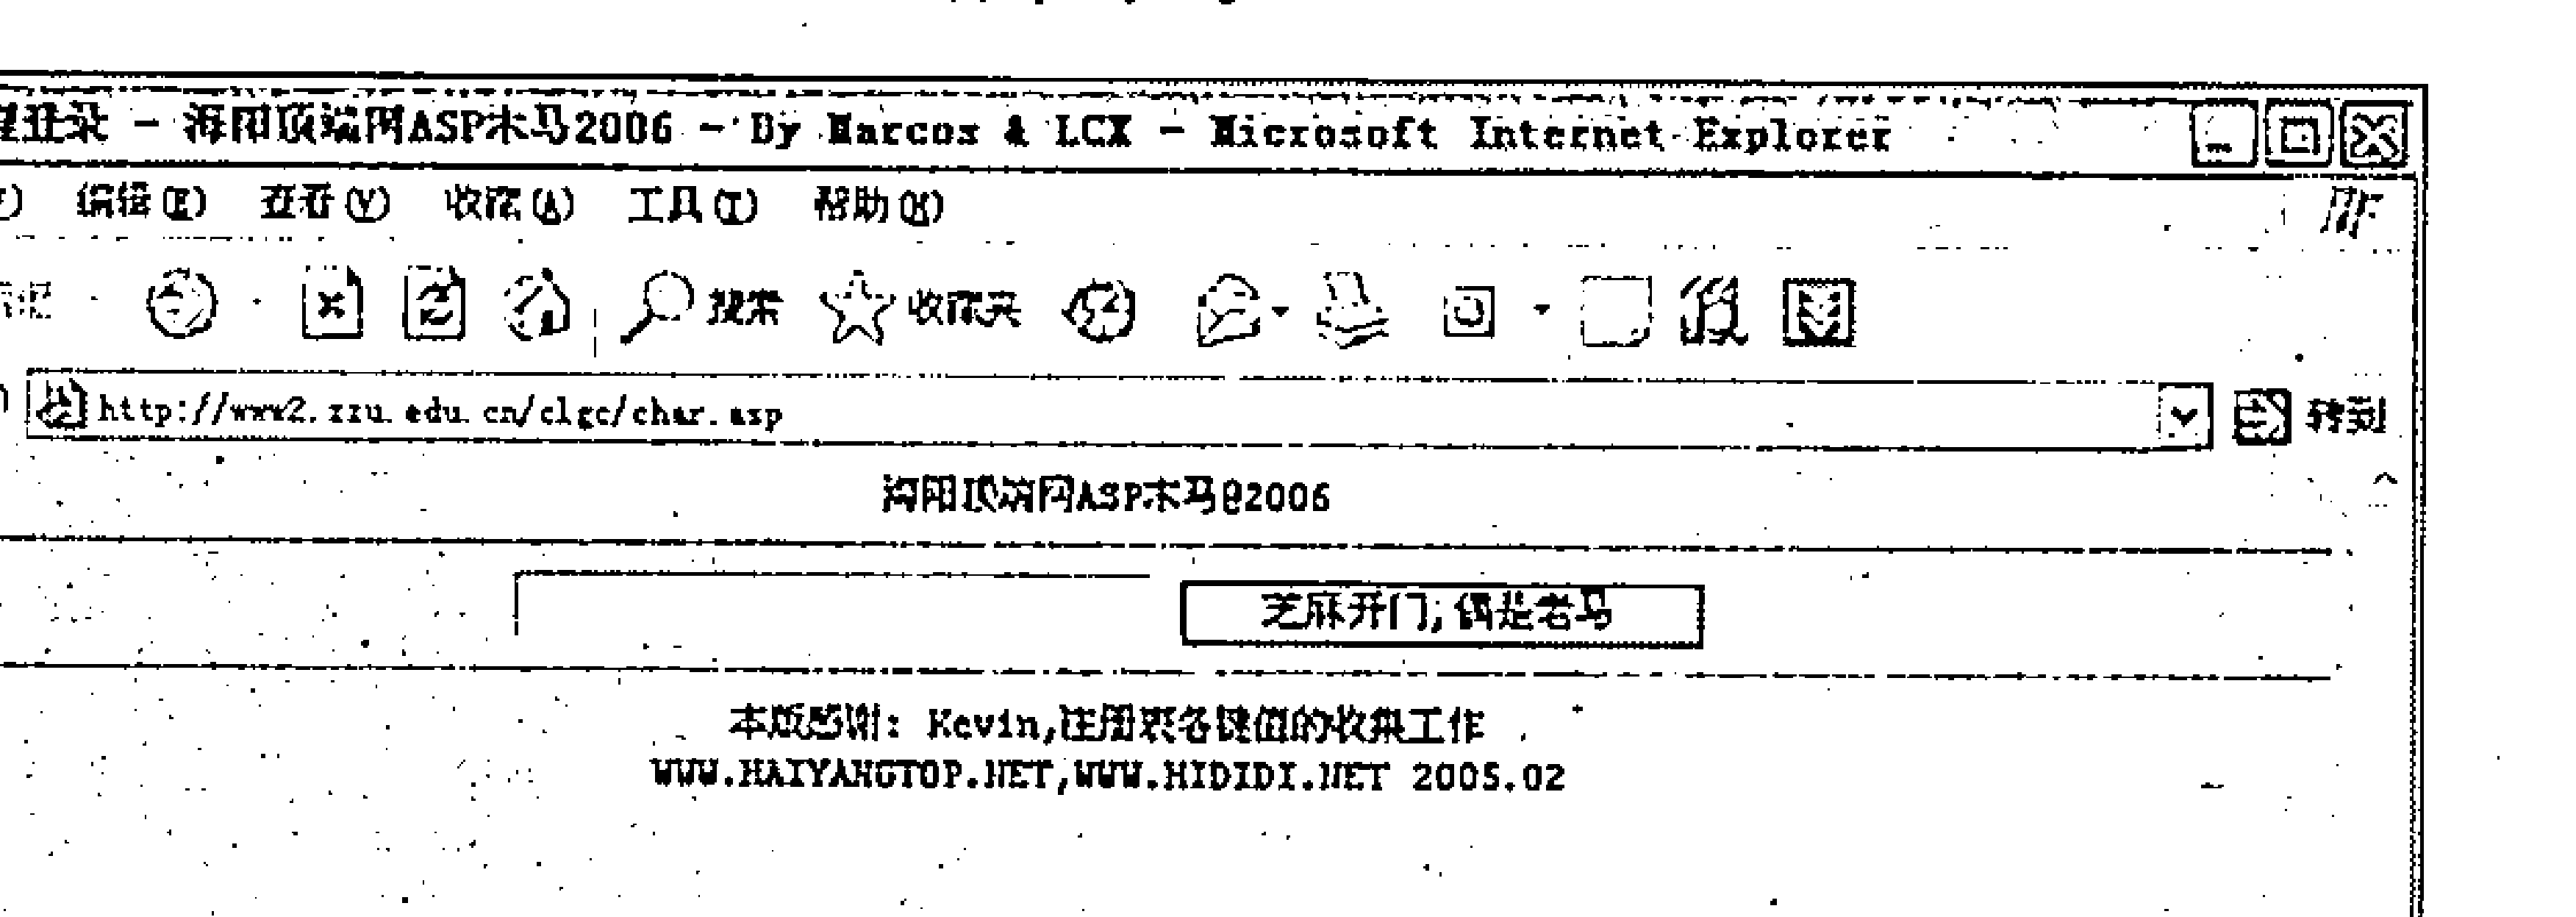 登录 - 海阳顶端网ASP木马2006 - By Marcos & LCX - Microsoft Internet Explorer
编辑(E) 查看(V) 收藏(A) 工具(T) 帮助(H)
搜索 收藏夹
http://www2.zzu.edu.cn/clgc/char.asp 转到
海阳顶端网ASP木马@2006
芝麻开门,偶是老马
本版感谢: Kevin,注册表各键值的收集工作
WWW.HAIYANGTOP.NET,WWW.HIDIDI.NET 2005.02